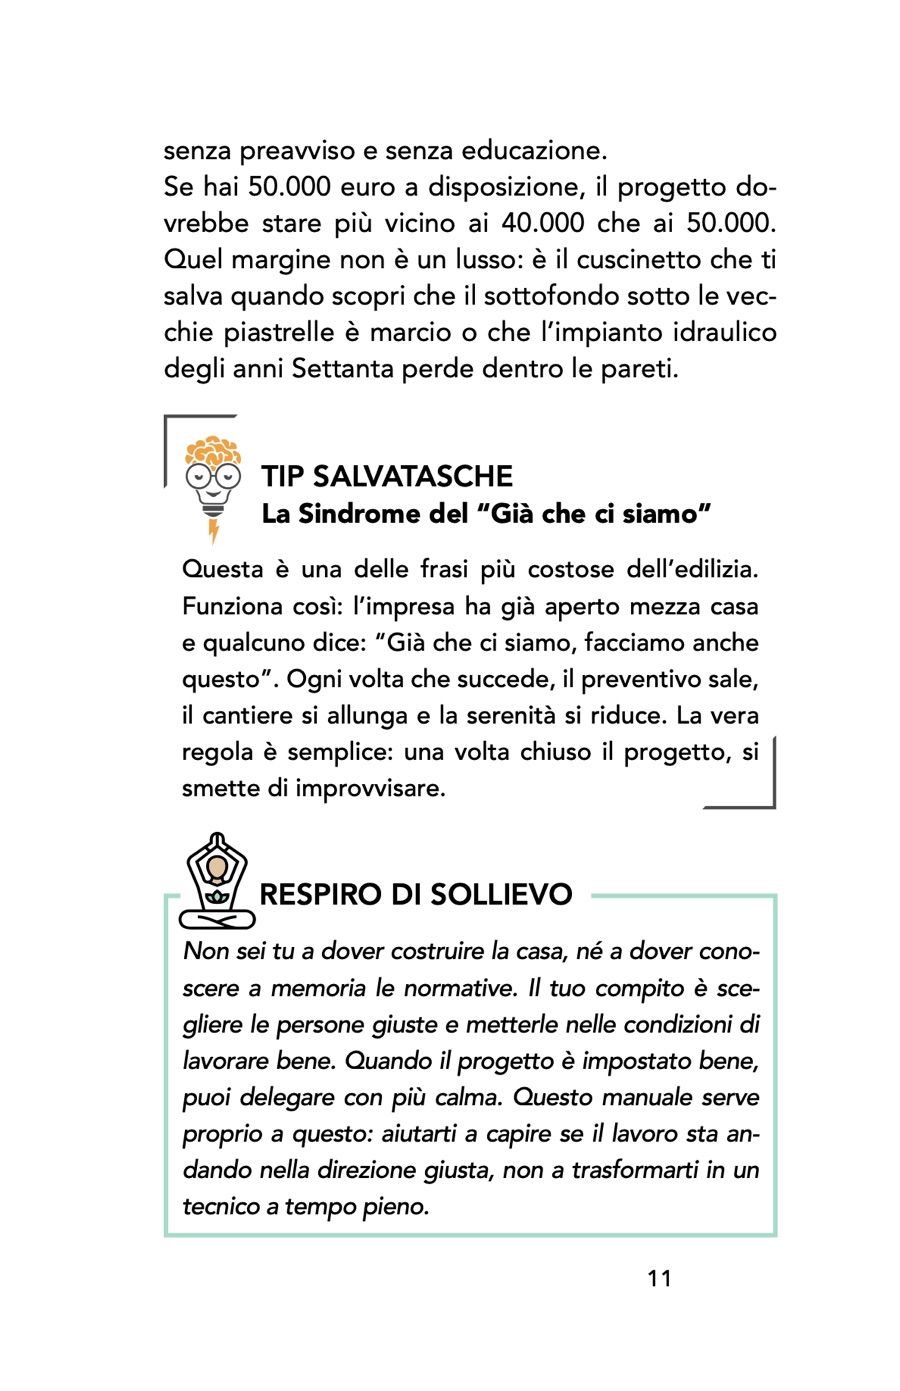 senza preavviso e senza educazione.
Se hai 50.000 euro a disposizione, il progetto do-
vrebbe stare più vicino ai 40.000 che ai 50.000.
Quel margine non è un lusso: è il cuscinetto che ti
salva quando scopri che il sottofondo sotto le vec-
chie piastrelle è marcio o che l’impianto idraulico
degli anni Settanta perde dentro le pareti.
TIP SALVATASCHE
La Sindrome del “Già che ci siamo”
Questa è una delle frasi più costose dell’edilizia.
Funziona così: l’impresa ha già aperto mezza casa
e qualcuno dice: “Già che ci siamo, facciamo anche
questo”. Ogni volta che succede, il preventivo sale,
il cantiere si allunga e la serenità si riduce. La vera
regola è semplice: una volta chiuso il progetto, si
smette di improvvisare.
RESPIRO DI SOLLIEVO
Non sei tu a dover costruire la casa, né a dover cono-
scere a memoria le normative. Il tuo compito è sce-
gliere le persone giuste e metterle nelle condizioni di
lavorare bene. Quando il progetto è impostato bene,
puoi delegare con più calma. Questo manuale serve
proprio a questo: aiutarti a capire se il lavoro sta an-
dando nella direzione giusta, non a trasformarti in un
tecnico a tempo pieno.
11